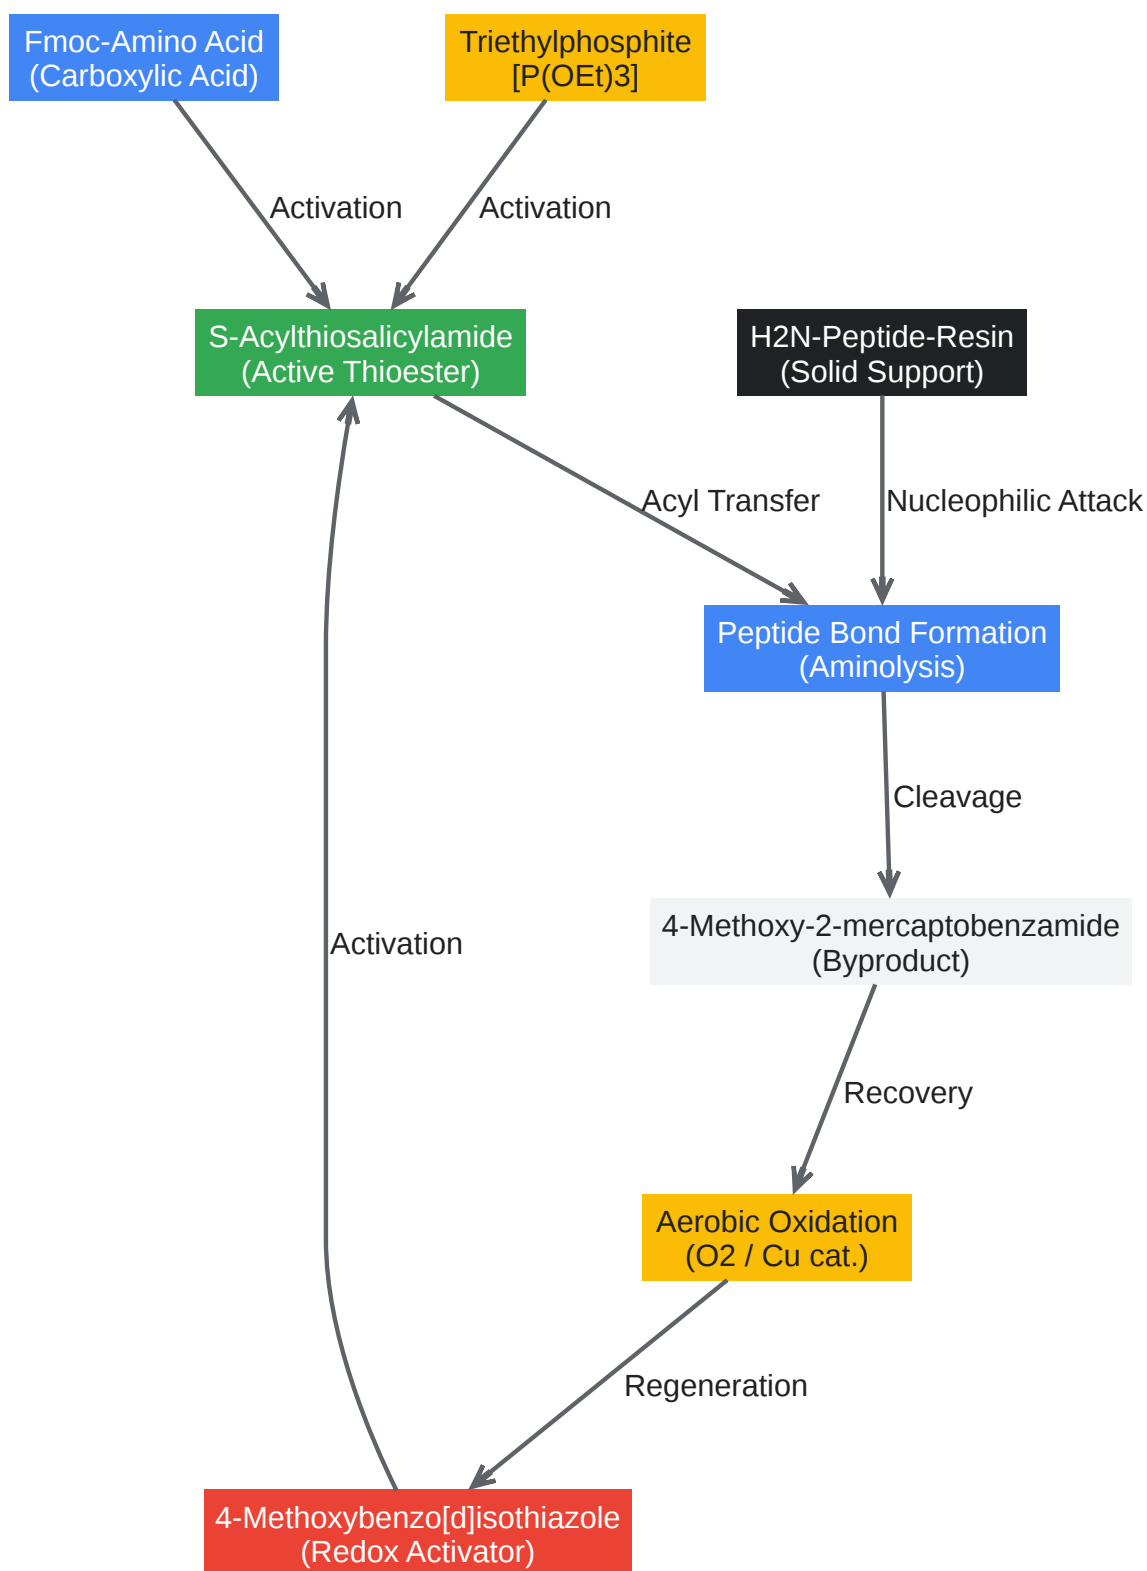 Fmoc-Amino Acid
(Carboxylic Acid)
Triethylphosphite
[P(OEt)3]
Activation
Activation
S-Acylthiosalicylamide
(Active Thioester)
H2N-Peptide-Resin
(Solid Support)
Acyl Transfer
Nucleophilic Attack
Peptide Bond Formation
(Aminolysis)
Cleavage
4-Methoxy-2-mercaptobenzamide
(Byproduct)
Activation
Recovery
Aerobic Oxidation
(O2 / Cu cat.)
Regeneration
4-Methoxybenzo[d]isothiazole
(Redox Activator)